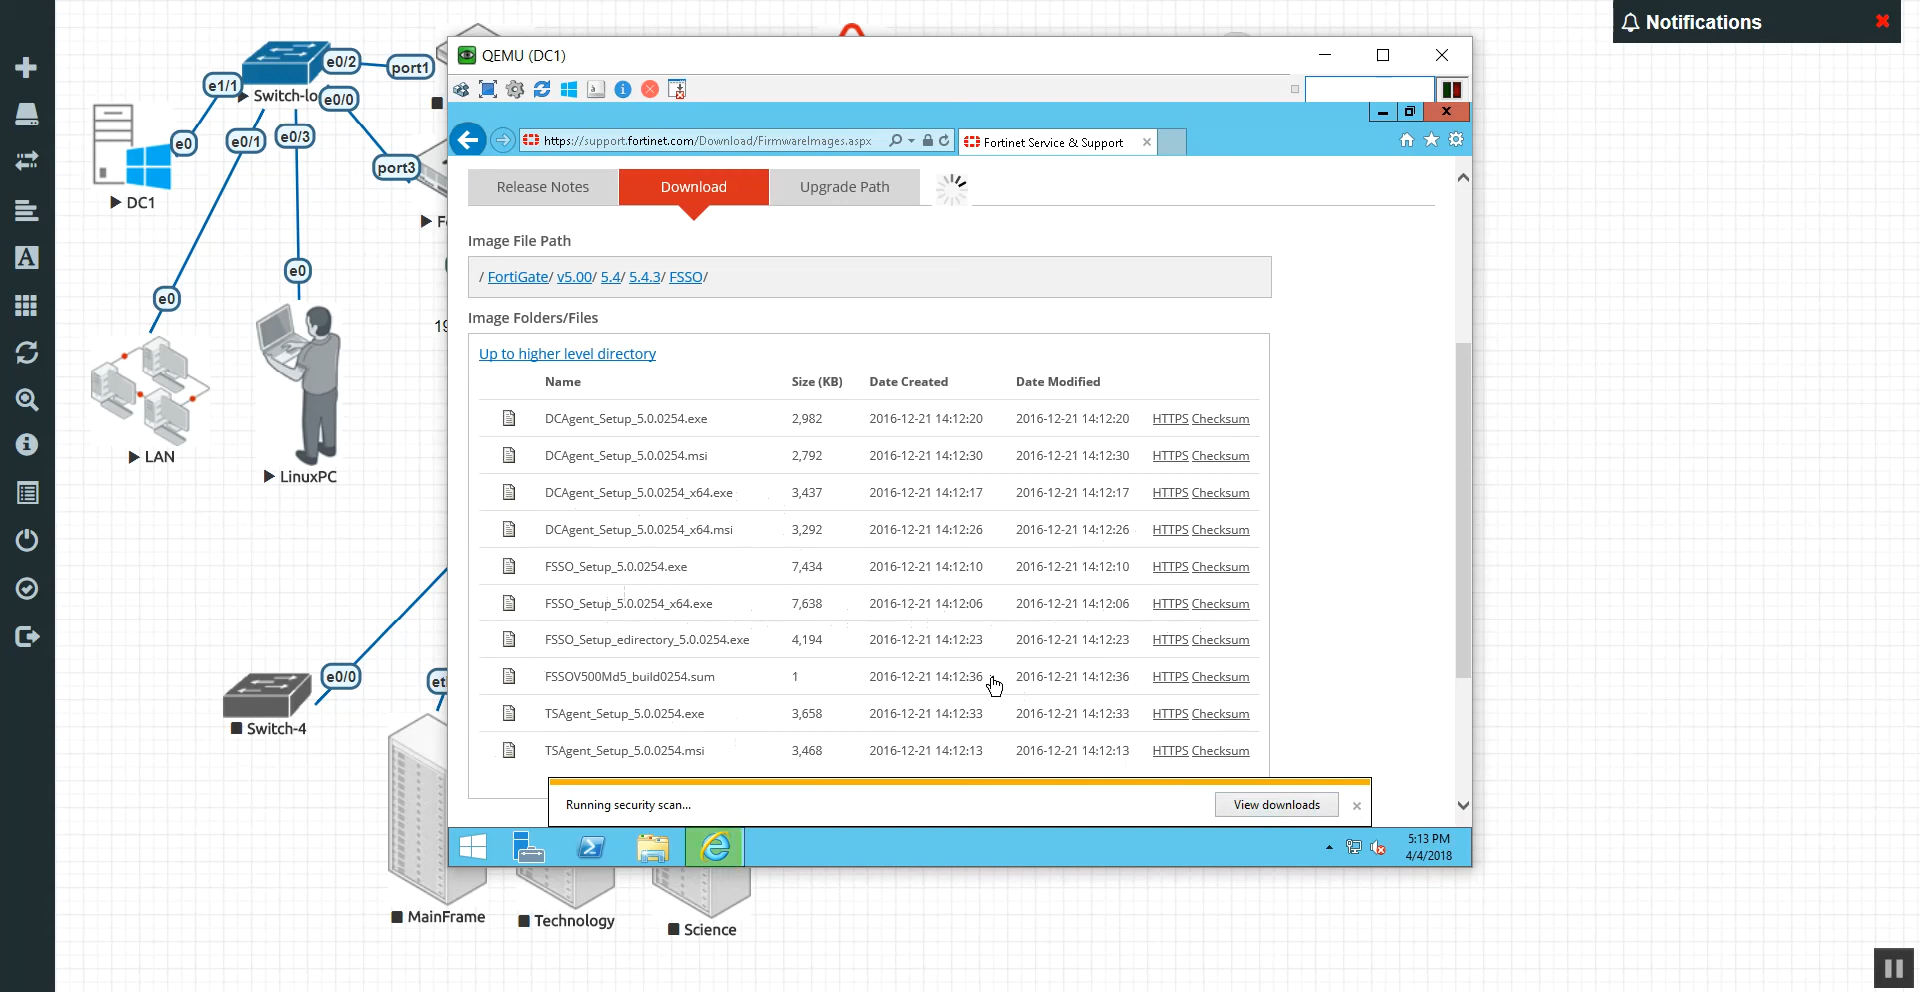 Notifications
QEMU (DC1)
https://support.fortinet.com/Download/FirmwareImages.aspx
Fortinet Service & Support
Release Notes
Download
Upgrade Path
Image File Path
/ FortiGate/ v5.00/ 5.4/ 5.4.3/ FSSO/
Image Folders/Files
Up to higher level directory
Name Size (KB) Date Created Date Modified
DCAgent_Setup_5.0.0254.exe 2,982 2016-12-21 14:12:20 2016-12-21 14:12:20 HTTPS Checksum
DCAgent_Setup_5.0.0254.msi 2,792 2016-12-21 14:12:30 2016-12-21 14:12:30 HTTPS Checksum
DCAgent_Setup_5.0.0254_x64.exe 3,437 2016-12-21 14:12:17 2016-12-21 14:12:17 HTTPS Checksum
DCAgent_Setup_5.0.0254_x64.msi 3,292 2016-12-21 14:12:26 2016-12-21 14:12:26 HTTPS Checksum
FSSO_Setup_5.0.0254.exe 7,434 2016-12-21 14:12:10 2016-12-21 14:12:10 HTTPS Checksum
FSSO_Setup_5.0.0254_x64.exe 7,638 2016-12-21 14:12:06 2016-12-21 14:12:06 HTTPS Checksum
FSSO_Setup_edirectory_5.0.0254.exe 4,194 2016-12-21 14:12:23 2016-12-21 14:12:23 HTTPS Checksum
FSSOV500Md5_build0254.sum 1 2016-12-21 14:12:36 2016-12-21 14:12:36 HTTPS Checksum
TSAgent_Setup_5.0.0254.exe 3,658 2016-12-21 14:12:33 2016-12-21 14:12:33 HTTPS Checksum
TSAgent_Setup_5.0.0254.msi 3,468 2016-12-21 14:12:13 2016-12-21 14:12:13 HTTPS Checksum
Running security scan...
View downloads
5:13 PM
4/4/2018
e0/2
port1
e1/1
Switch-lo
e0/0
e0
e0/1
e0/3
port3
DC1
e0
e0
LAN
LinuxPC
19
e0/0
et
Switch-4
MainFrame
Technology
Science